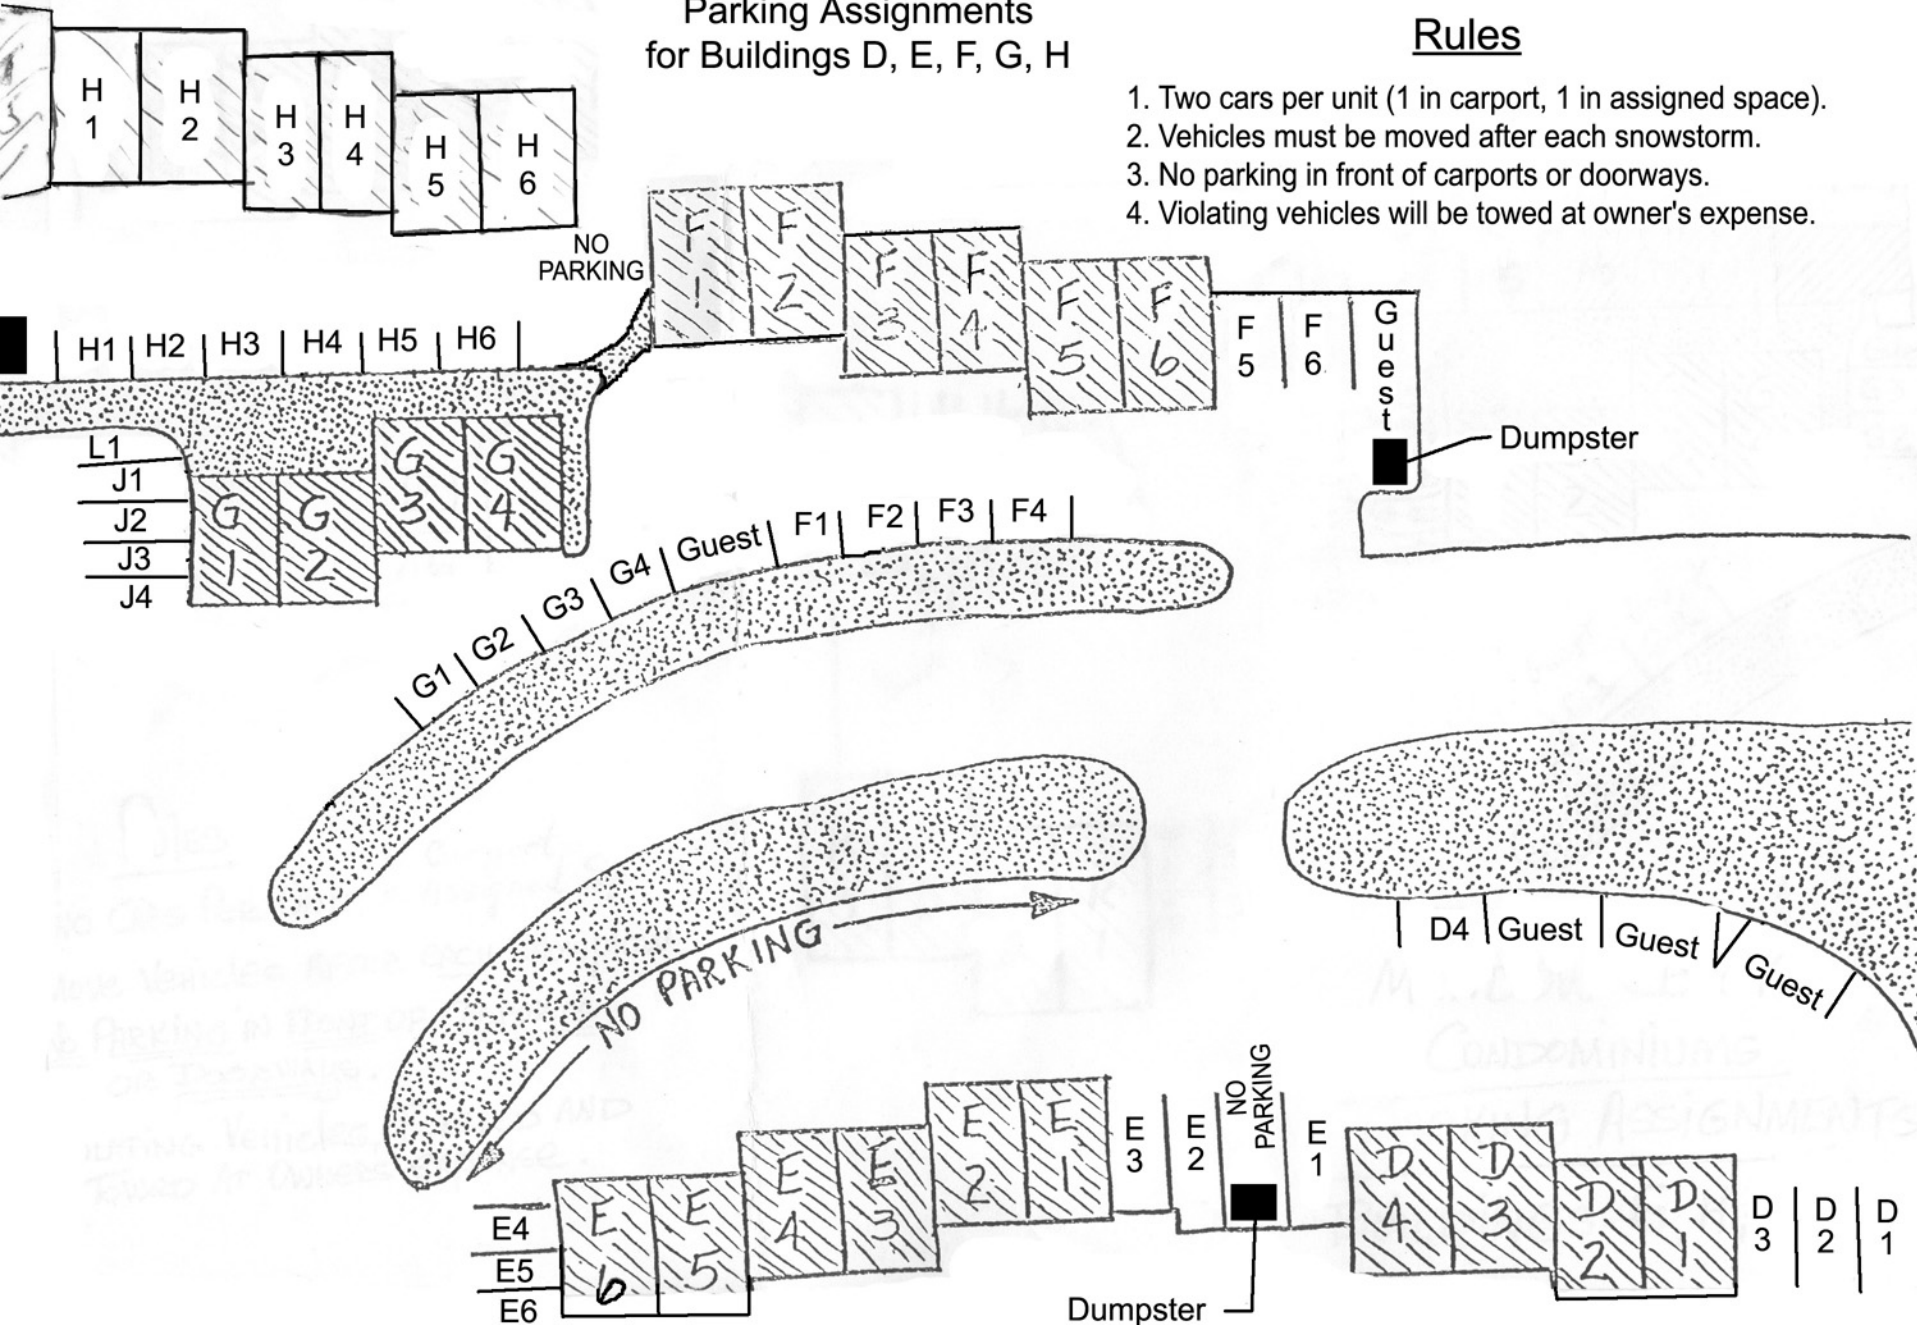 Parking Assignments
for Buildings D, E, F, G, H
Rules
1. Two cars per unit (1 in carport, 1 in assigned space).
2. Vehicles must be moved after each snowstorm.
3. No parking in front of carports or doorways.
4. Violating vehicles will be towed at owner's expense.
H 1
H 2
H 3
H 4
H 5
H 6
NO
PARKING
F 1
F 2
F 3
F 4
F 5
F 6
F 5
F 6
Guest
Dumpster
H1 H2 H3 H4 H5 H6
L1
J1
J2
J3
J4
G 1
G 2
G 3
G 4
G1 G2 G3 G4 Guest F1 F2 F3 F4
NO PARKING
D4 Guest Guest Guest
CONDOMINIUMS
ASSIGNMENTS
E4
E5
E6
E 6
E 5
E 4
E 3
E 2
E 1
E 3
E 2
NO
PARKING
E 1
Dumpster
D 4
D 3
D 2
D 1
D 3
D 2
D 1